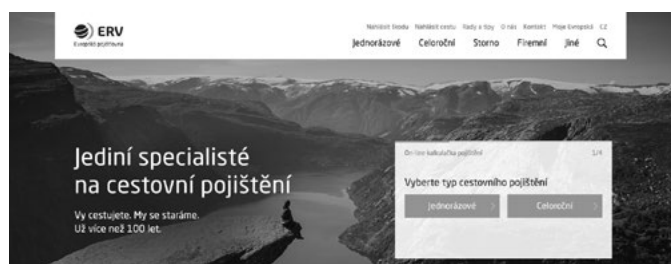 ERV
Evropská pojišťovna
Nahlásit škodu Nahlásit cestu Rady a tipy O nás Kontakt Moje Evropská CZ
Jednorázové Celoroční Storno Firemní Jiné
Jediní specialisté
na cestovní pojištění
Vy cestujete. My se staráme.
Už více než 100 let.
On-line kalkulačka pojištění 1/4
Vyberte typ cestovního pojištění
Jednorázové Celoroční